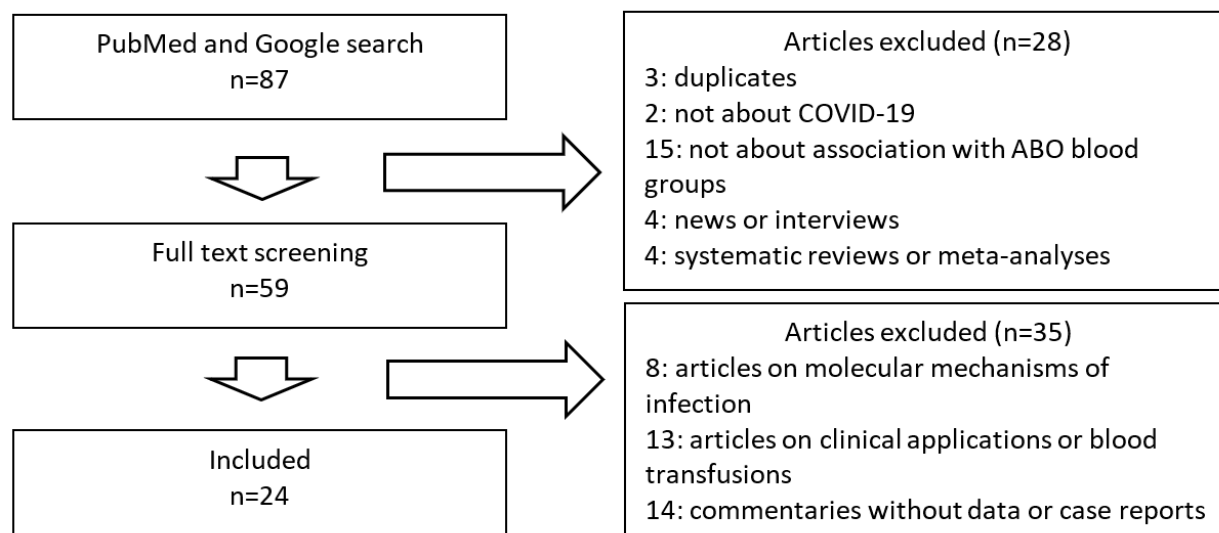 PubMed and Google search
n=87
Articles excluded (n=28)
3: duplicates
2: not about COVID-19
15: not about association with ABO blood
groups
4: news or interviews
4: systematic reviews or meta-analyses
Full text screening
n=59
Articles excluded (n=35)
8: articles on molecular mechanisms of
infection
13: articles on clinical applications or blood
transfusions
14: commentaries without data or case reports
Included
n=24